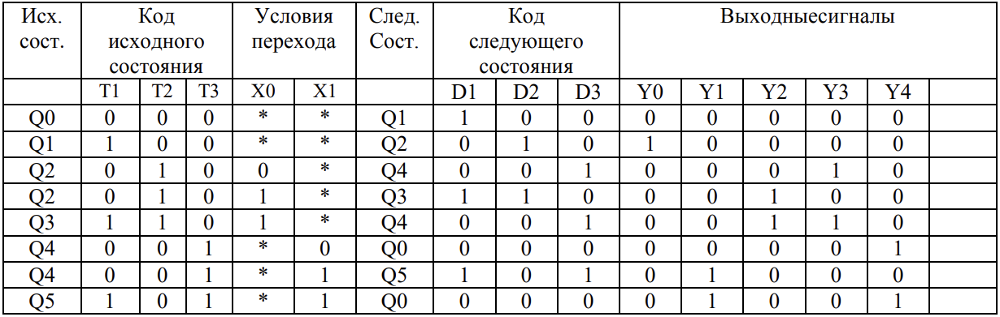 Исх. сост. Код исходного состояния Условия перехода След. Сост. Код следующего состояния Выходныесигналы
T1 T2 T3 X0 X1 D1 D2 D3 Y0 Y1 Y2 Y3 Y4
Q0 0 0 0 * * Q1 1 0 0 0 0 0 0 0
Q1 1 0 0 * * Q2 0 1 0 1 0 0 0 0
Q2 0 1 0 0 * Q4 0 0 1 0 0 0 1 0
Q2 0 1 0 1 * Q3 1 1 0 0 0 1 0 0
Q3 1 1 0 1 * Q4 0 0 1 0 0 1 1 0
Q4 0 0 1 * 0 Q0 0 0 0 0 0 0 0 1
Q4 0 0 1 * 1 Q5 1 0 1 0 1 0 0 0
Q5 1 0 1 * 1 Q0 0 0 0 0 1 0 0 1